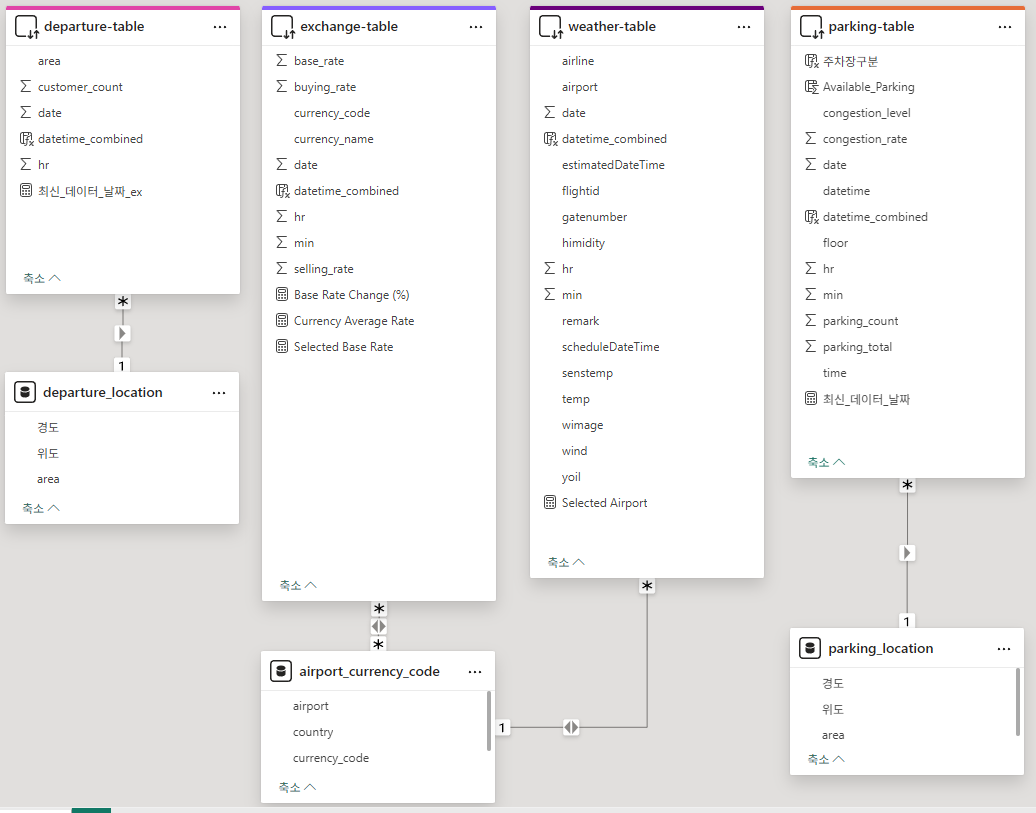 departure-table ...
area
customer_count
date
datetime_combined
hr
최신_데이터_날짜_ex
축소
*
1
departure_location ...
경도
위도
area
축소
exchange-table ...
base_rate
buying_rate
currency_code
currency_name
date
datetime_combined
hr
min
selling_rate
Base Rate Change (%)
Currency Average Rate
Selected Base Rate
축소
*
*
airport_currency_code ...
airport
country
currency_code
축소
1
weather-table ...
airline
airport
date
datetime_combined
estimatedDateTime
flightid
gatenumber
himidity
hr
min
remark
scheduleDateTime
senstemp
temp
wimage
wind
yoil
Selected Airport
축소
*
parking-table ...
주차장구분
Available_Parking
congestion_level
congestion_rate
date
datetime
datetime_combined
floor
hr
min
parking_count
parking_total
time
최신_데이터_날짜
축소
*
1
parking_location ...
경도
위도
area
축소